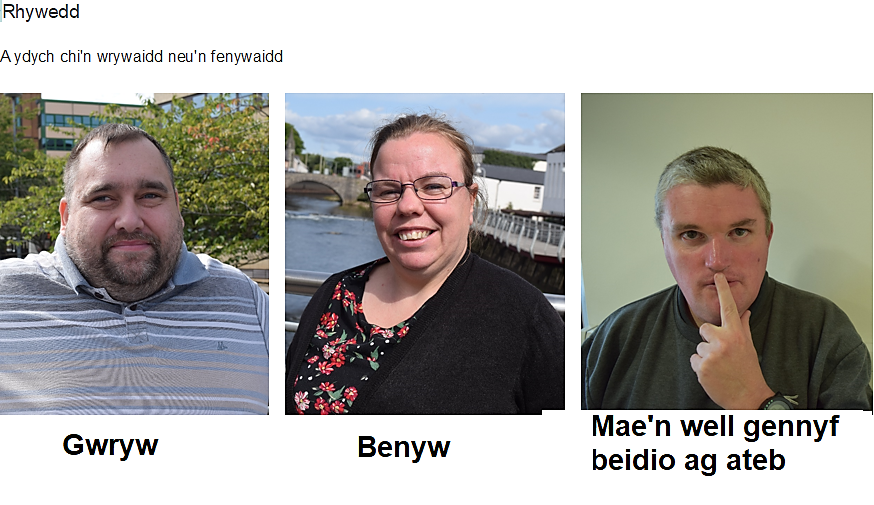 Rhywedd
A ydych chi'n wrywaidd neu'n fenywaidd
Gwryw
Benyw
Mae'n well gennyf
beidio ag ateb